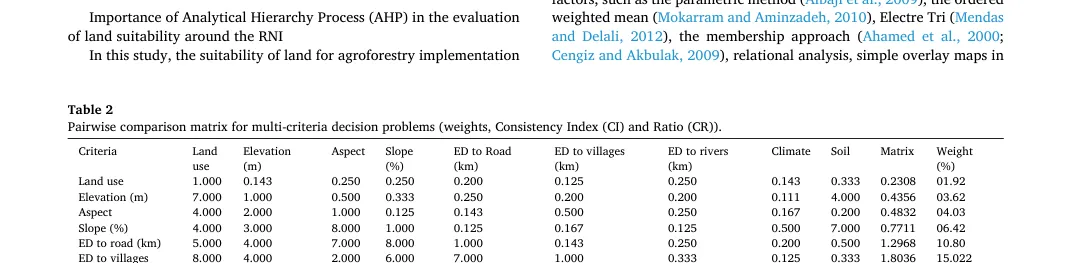 Importance of Analytical Hierarchy Process (AHP) in the evaluation
of land suitability around the RNI
In this study, the suitability of land for agroforestry implementation
factors, such as the parametric method (Albaji et al., 2009), the ordered
weighted mean (Mokarram and Aminzadeh, 2010), Electre Tri (Mendas
and Delali, 2012), the membership approach (Ahamed et al., 2000;
Cengiz and Akbulak, 2009), relational analysis, simple overlay maps in
Table 2
Pairwise comparison matrix for multi-criteria decision problems (weights, Consistency Index (CI) and Ratio (CR)).
Criteria Land Elevation Aspect Slope ED to Road ED to villages ED to rivers Climate Soil Matrix Weight
use (m) (%) (km) (km) (km) (%)
Land use 1.000 0.143 0.250 0.250 0.200 0.125 0.250 0.143 0.333 0.2308 01.92
Elevation (m) 7.000 1.000 0.500 0.333 0.250 0.200 0.200 0.111 4.000 0.4356 03.62
Aspect 4.000 2.000 1.000 0.125 0.143 0.500 0.250 0.167 0.200 0.4832 04.03
Slope (%) 4.000 3.000 8.000 1.000 0.125 0.167 0.125 0.500 7.000 0.7711 06.42
ED to road (km) 5.000 4.000 7.000 8.000 1.000 0.143 0.250 0.200 0.500 1.2968 10.80
ED to villages 8.000 4.000 2.000 6.000 7.000 1.000 0.333 0.125 0.333 1.8036 15.022